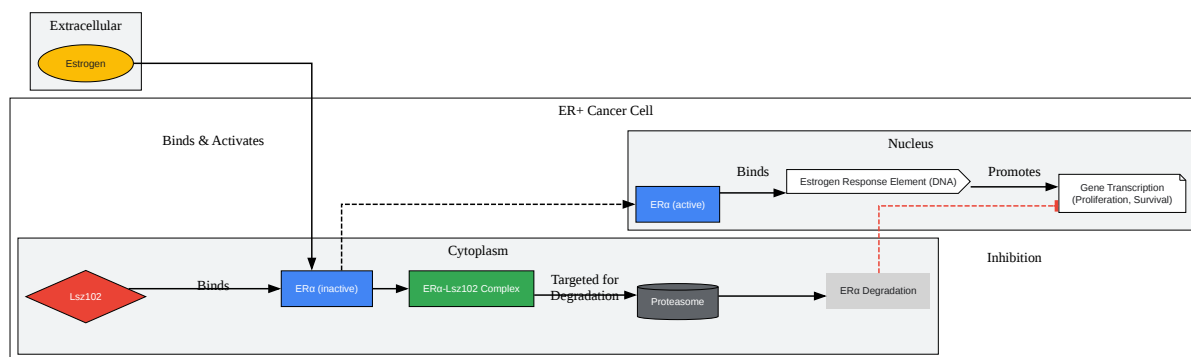 Extracellular
Estrogen
ER+ Cancer Cell
Binds & Activates
Nucleus
Binds
Estrogen Response Element (DNA)
Promotes
Gene Transcription
(Proliferation, Survival)
ERα (active)
Cytoplasm
Inhibition
Lsz102
Binds
ERα (inactive)
ERα-Lsz102 Complex
Targeted for
Degradation
Proteasome
ERα Degradation